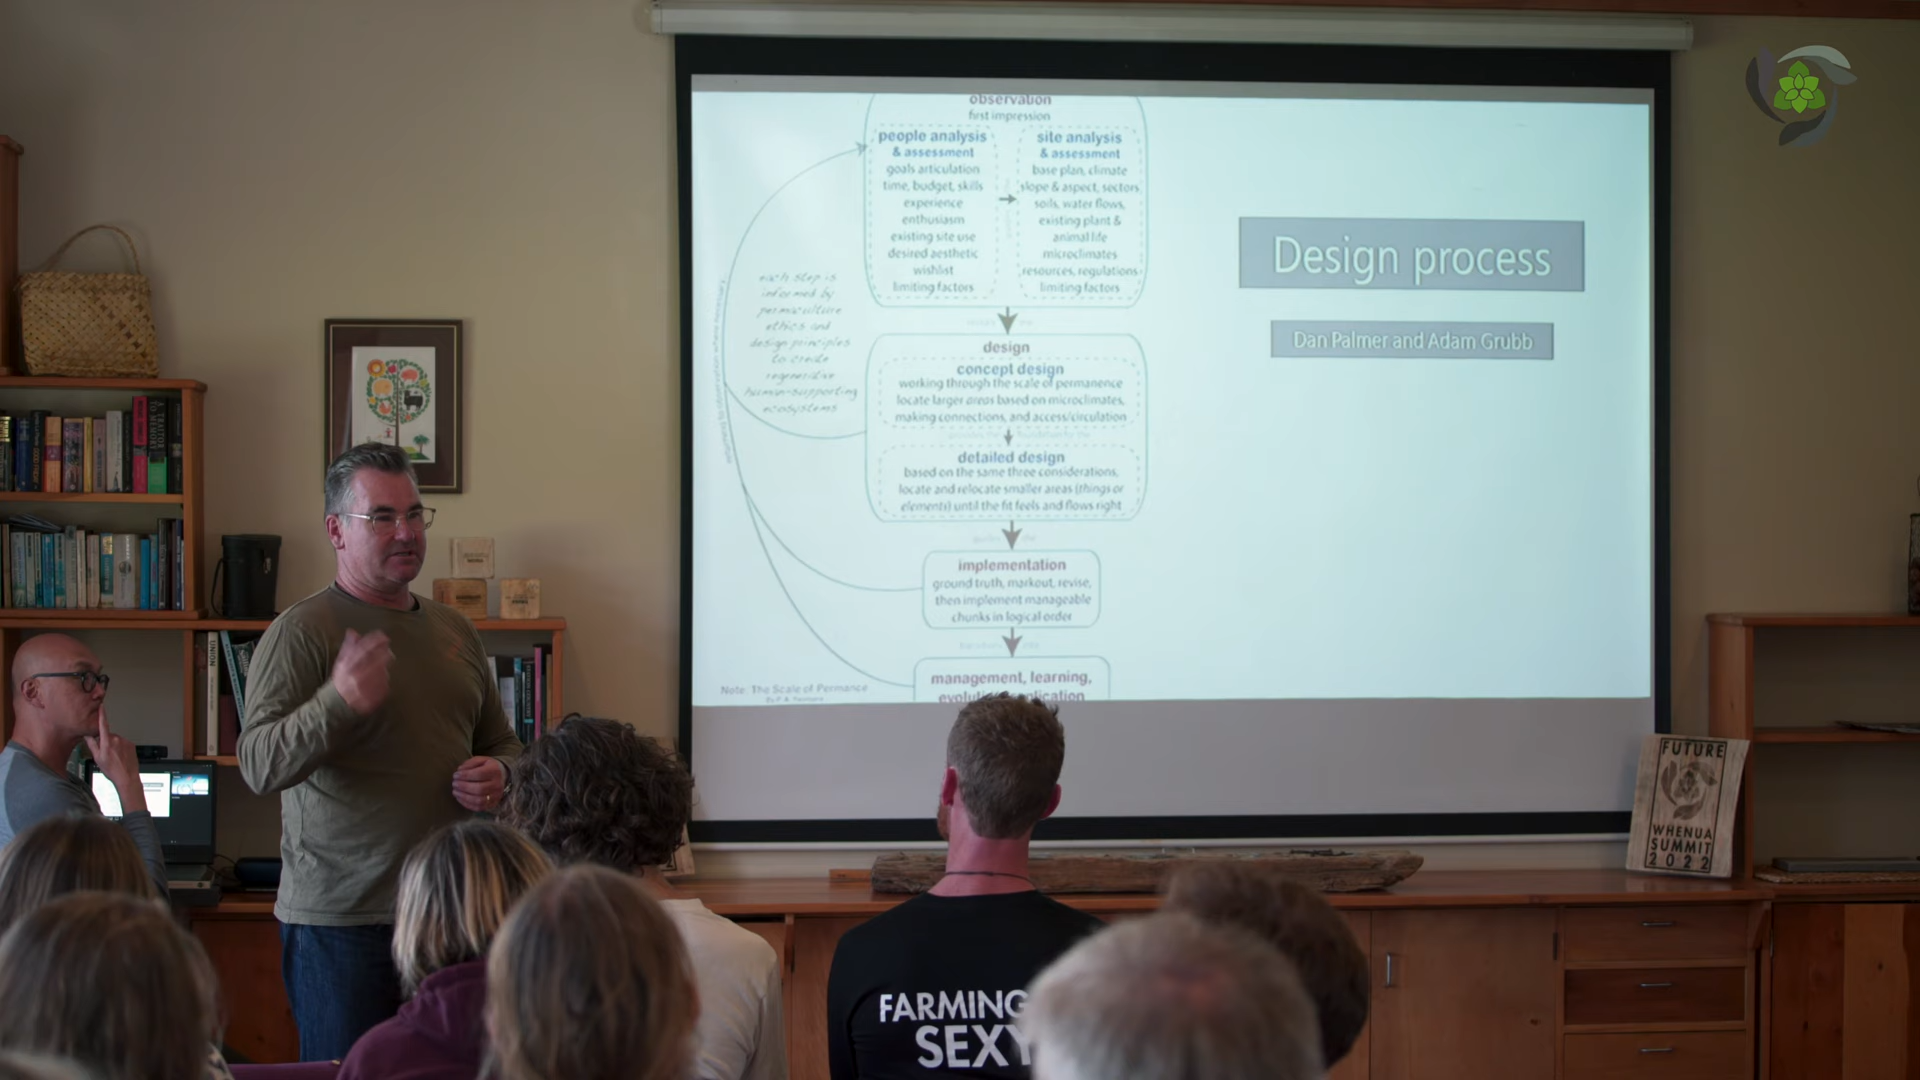 observation
first impression
people analysis
& assessment
goals articulation
time, budget, skills
experience
enthusiasm
existing site use
desired aesthetic
wishlist
limiting factors
site analysis
& assessment
base plan, climate
slope & aspect, sectors
soils, water flows,
existing plant &
animal life
microclimates
resources, regulations
limiting factors
each step is
informed by
permaculture
ethics and
design principles
to create
regenerative
human-supporting
ecosystems
design
concept design
working through the scale of permanence
locate larger areas based on microclimates,
making connections, and access/circulation
detailed design
based on the same three considerations,
locate and relocate smaller areas (things or
elements) until the fit feels and flows right
implementation
ground truth, markout, revise,
then implement manageable
chunks in logical order
management, learning,
Note: The Scale of Permanance
Design process
Dan Palmer and Adam Grubb
FUTURE
WHENUA
SUMMIT
2022
FARMING
SEXY
UNION